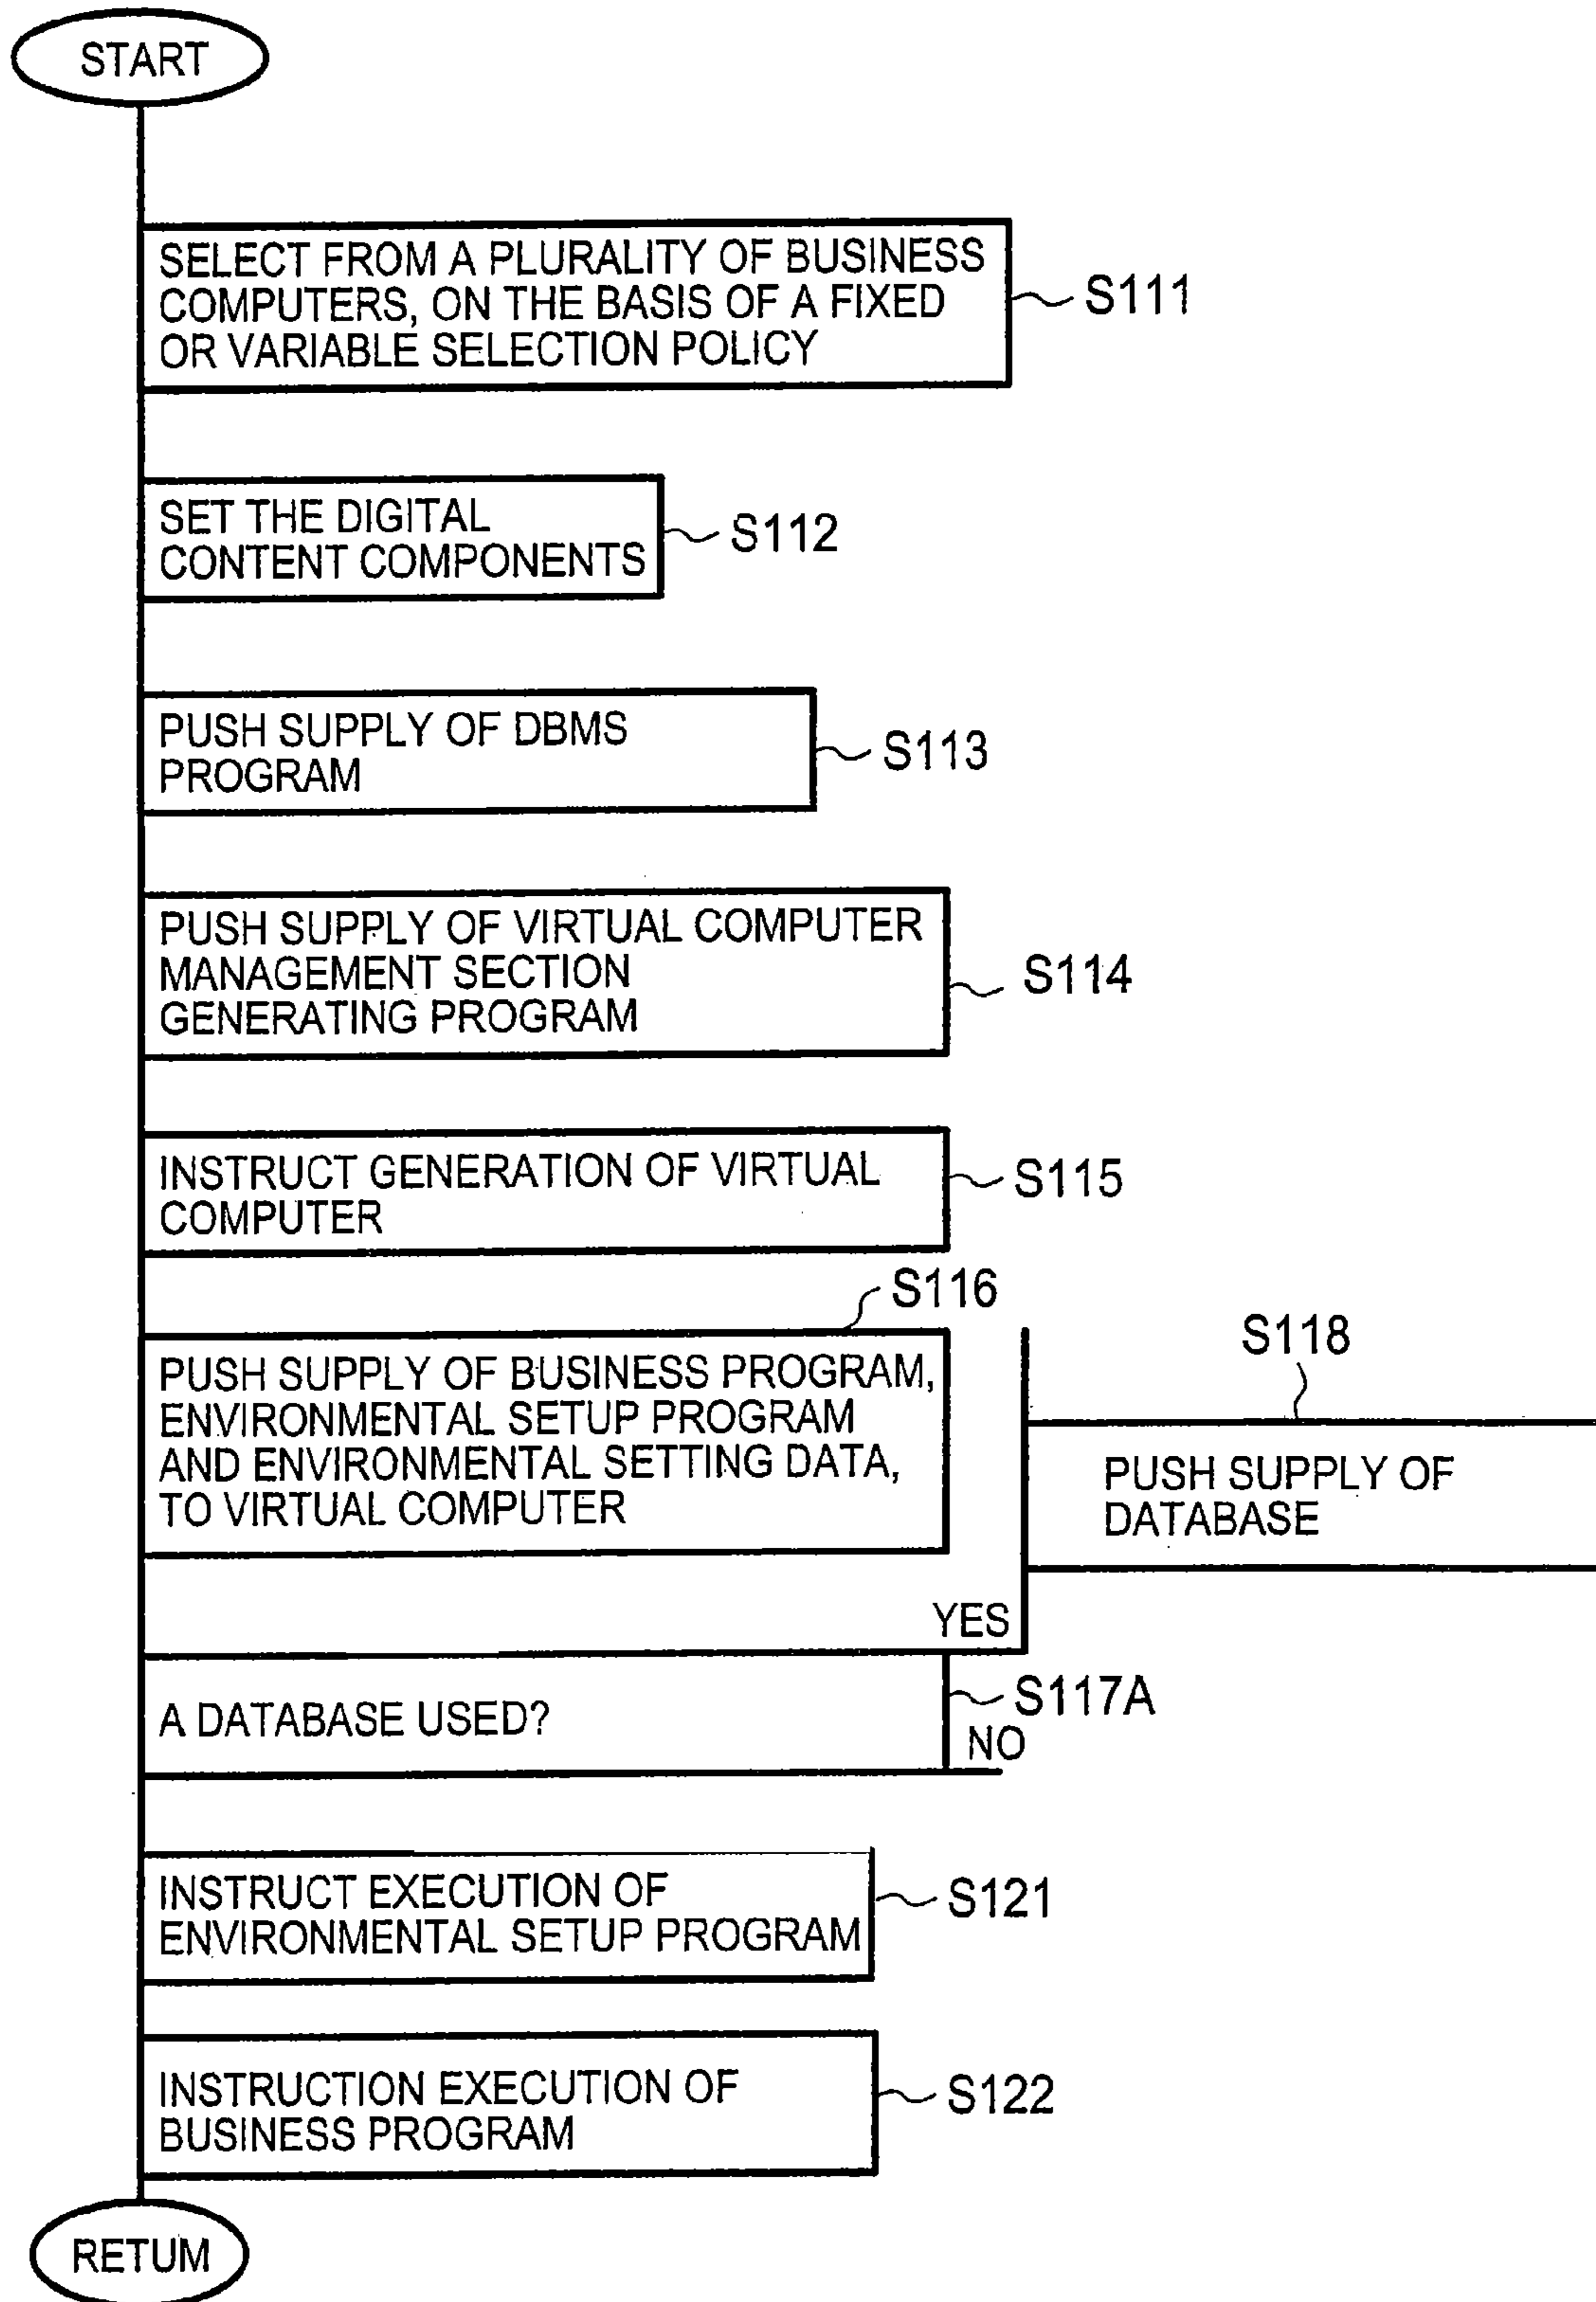 START
SELECT FROM A PLURALITY OF BUSINESS
COMPUTERS, ON THE BASIS OF A FIXED
OR VARIABLE SELECTION POLICY
S111
SET THE DIGITAL
CONTENT COMPONENTS
S112
PUSH SUPPLY OF DBMS
PROGRAM
S113
PUSH SUPPLY OF VIRTUAL COMPUTER
MANAGEMENT SECTION
GENERATING PROGRAM
S114
INSTRUCT GENERATION OF VIRTUAL
COMPUTER
S115
S116
PUSH SUPPLY OF BUSINESS PROGRAM,
ENVIRONMENTAL SETUP PROGRAM
AND ENVIRONMENTAL SETTING DATA,
TO VIRTUAL COMPUTER
S118
PUSH SUPPLY OF
DATABASE
YES
A DATABASE USED?
S117A
NO
INSTRUCT EXECUTION OF
ENVIRONMENTAL SETUP PROGRAM
S121
INSTRUCTION EXECUTION OF
BUSINESS PROGRAM
S122
RETUM